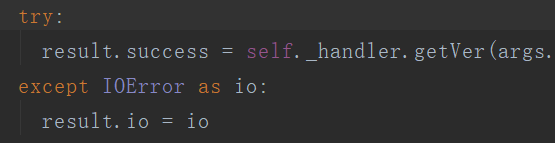 try:
result.success = self._handler.getVer(args.
except IOError as io:
result.io = io